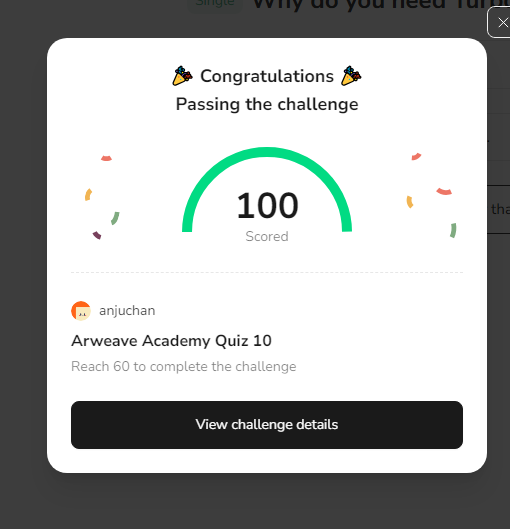 Single
Why do you need Turbo
Congratulations
Passing the challenge
100
Scored
tha
anjuchan
Arweave Academy Quiz 10
Reach 60 to complete the challenge
View challenge details